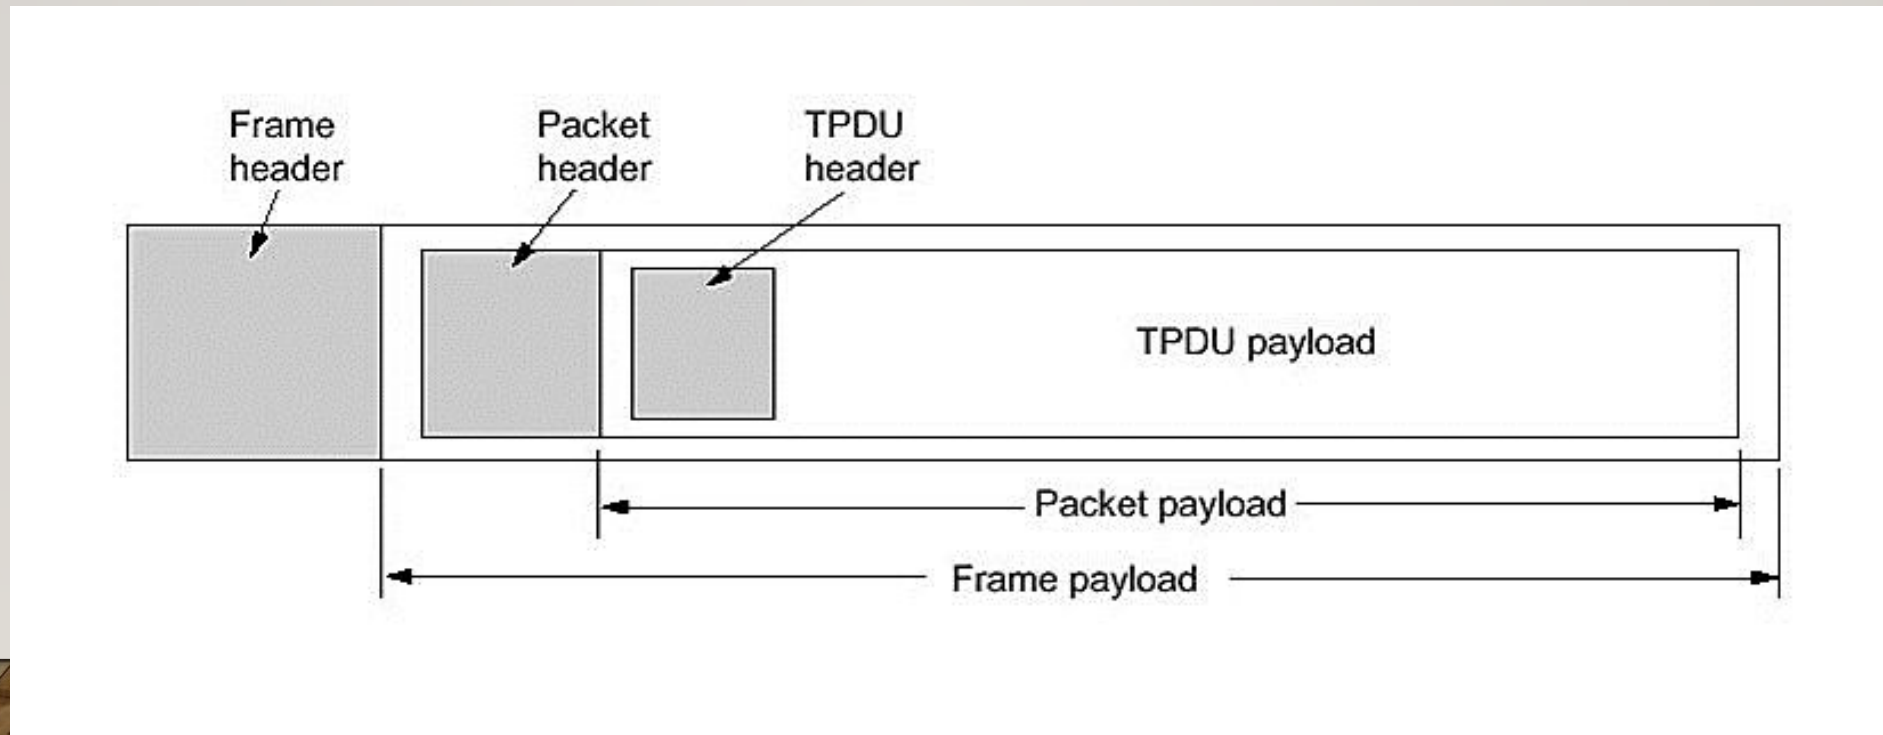 Frame
header
Packet
header
TPDU
header
TPDU payload
Packet payload
Frame payload